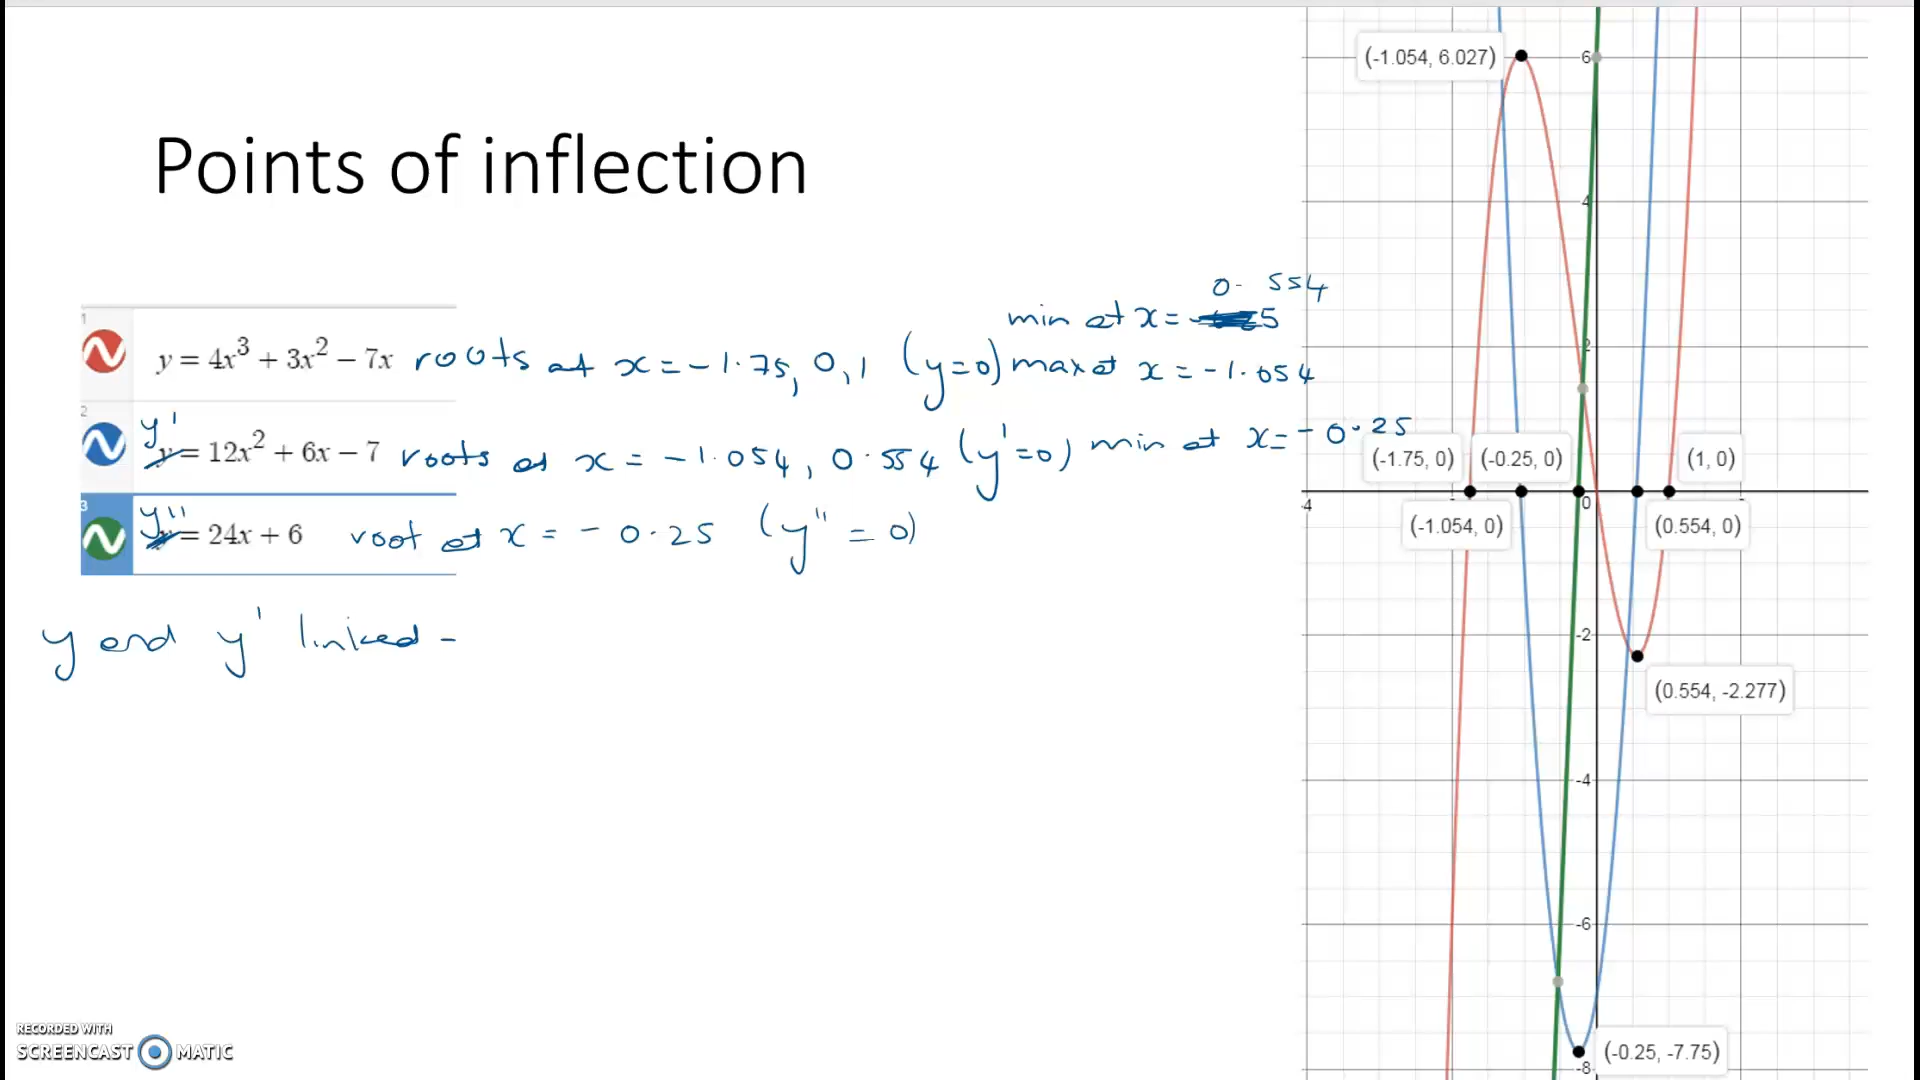 Points of inflection
0. 554
min at x = 5
1
y = 4x³ + 3x² − 7x roots at x = -1.75, 0, 1 (y=0) max at x = -1.054
2
y' = 12x² + 6x − 7 roots at x = -1.054, 0.554 (y'=0) min at x = -0.25
3
y'' = 24x + 6 root at x = -0.25 (y'' = 0)
y and y' linked -
(-1.054, 6.027)
6
4
2
(-1.75, 0) (-0.25, 0) (1, 0)
-4 0
(-1.054, 0) (0.554, 0)
-2
(0.554, -2.277)
-4
-6
(-0.25, -7.75)
-8
RECORDED WITH
SCREENCAST MATIC